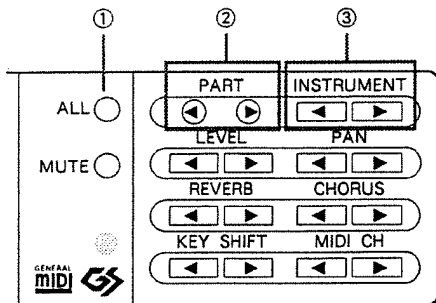 ① ② ③
PART INSTRUMENT
ALL
LEVEL PAN
MUTE
REVERB CHORUS
KEY SHIFT MIDI CH
GENERAL
MIDI GS